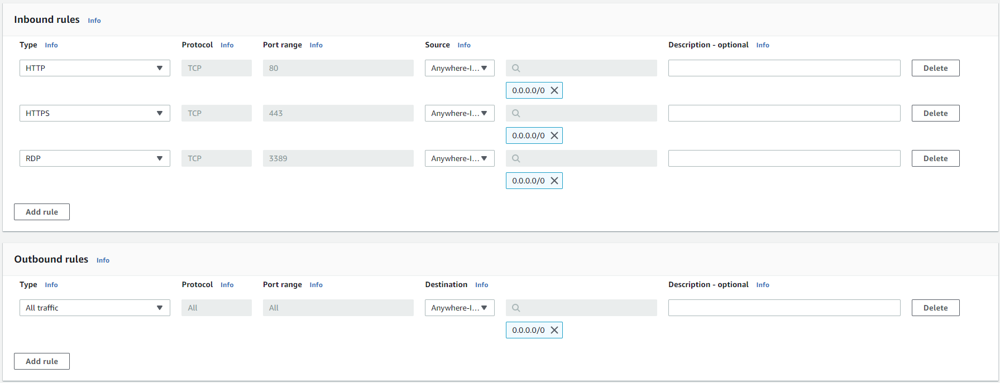 Inbound rules Info
Type Info Protocol Info Port range Info Source Info Description - optional Info
HTTP TCP 80 Anywhere-I... Delete
0.0.0.0/0
HTTPS TCP 443 Anywhere-I... Delete
0.0.0.0/0
RDP TCP 3389 Anywhere-I... Delete
0.0.0.0/0
Add rule
Outbound rules Info
Type Info Protocol Info Port range Info Destination Info Description - optional Info
All traffic All All Anywhere-I... Delete
0.0.0.0/0
Add rule